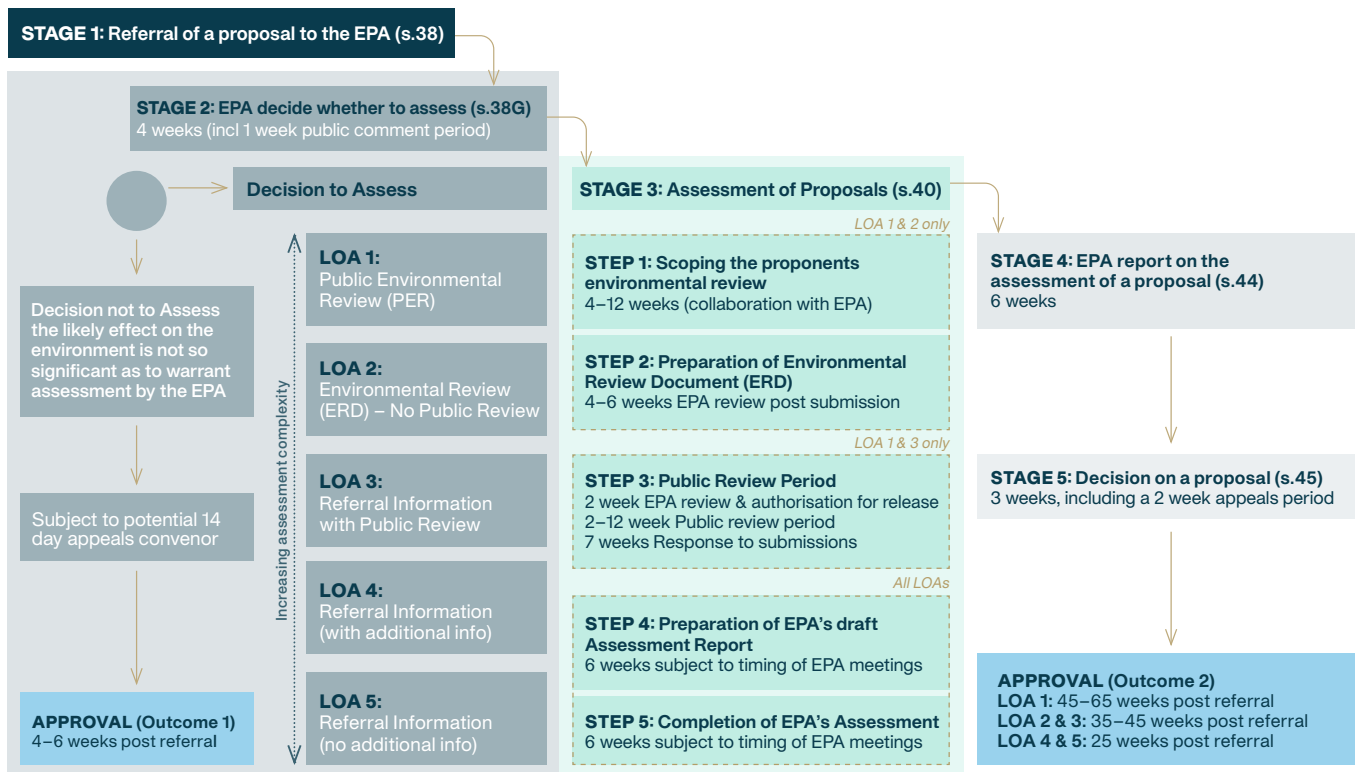 STAGE 1: Referral of a proposal to the EPA (s.38)
STAGE 2: EPA decide whether to assess (s.38G)
4 weeks (incl 1 week public comment period)
Decision to Assess
Decision not to Assess
the likely effect on the
environment is not so
significant as to warrant
assessment by the EPA
Subject to potential 14
day appeals convenor
APPROVAL (Outcome 1)
4–6 weeks post referral
Increasing assessment complexity
LOA 1:
Public Environmental
Review (PER)
LOA 2:
Environmental Review
(ERD) – No Public Review
LOA 3:
Referral Information
with Public Review
LOA 4:
Referral Information
(with additional info)
LOA 5:
Referral Information
(no additional info)
STAGE 3: Assessment of Proposals (s.40)
LOA 1 & 2 only
STEP 1: Scoping the proponents
environmental review
4–12 weeks (collaboration with EPA)
STEP 2: Preparation of Environmental
Review Document (ERD)
4–6 weeks EPA review post submission
LOA 1 & 3 only
STEP 3: Public Review Period
2 week EPA review & authorisation for release
2–12 week Public review period
7 weeks Response to submissions
All LOAs
STEP 4: Preparation of EPA's draft
Assessment Report
6 weeks subject to timing of EPA meetings
STEP 5: Completion of EPA's Assessment
6 weeks subject to timing of EPA meetings
STAGE 4: EPA report on the
assessment of a proposal (s.44)
6 weeks
STAGE 5: Decision on a proposal (s.45)
3 weeks, including a 2 week appeals period
APPROVAL (Outcome 2)
LOA 1: 45–65 weeks post referral
LOA 2 & 3: 35–45 weeks post referral
LOA 4 & 5: 25 weeks post referral